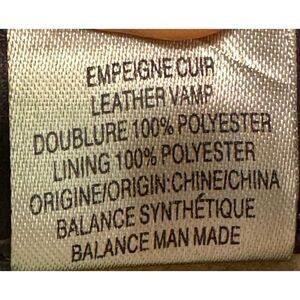 EMPEIGNE CUIR
LEATHER VAMP
DOUBLURE 100% POLYESTER
LINING 100% POLYESTER
ORIGINE/ORIGIN:CHINE/CHINA
BALANCE SYNTHÉTIQUE
BALANCE MAN MADE